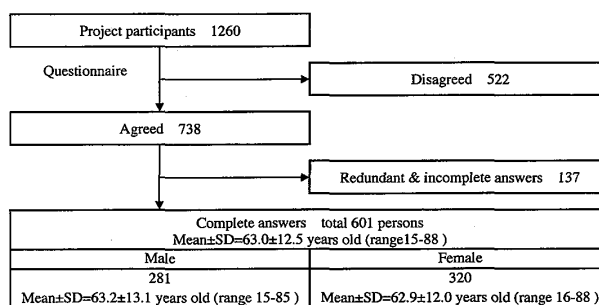 Project participants 1260
Questionnaire
Disagreed 522
Agreed 738
Redundant & incomplete answers 137
Complete answers total 601 persons
Mean±SD=63.0±12.5 years old (range15-88 )
Male Female
281 320
Mean±SD=63.2±13.1 years old (range 15-85 ) Mean±SD=62.9±12.0 years old (range 16-88 )